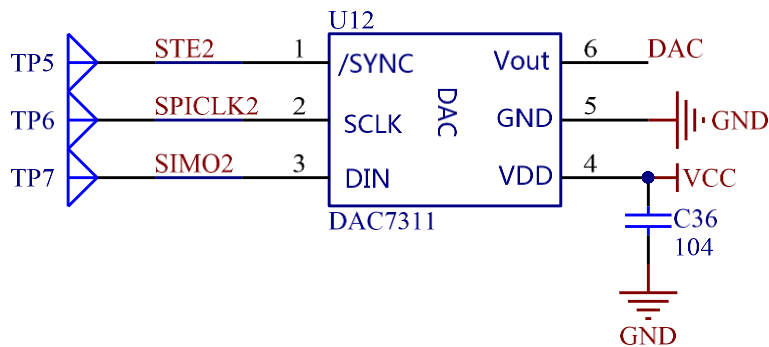 U12
TP5 STE2 1 /SYNC Vout 6 DAC
TP6 SPICLK2 2 SCLK GND 5 GND
DAC
TP7 SIMO2 3 DIN VDD 4 VCC
DAC7311
C36
104
GND